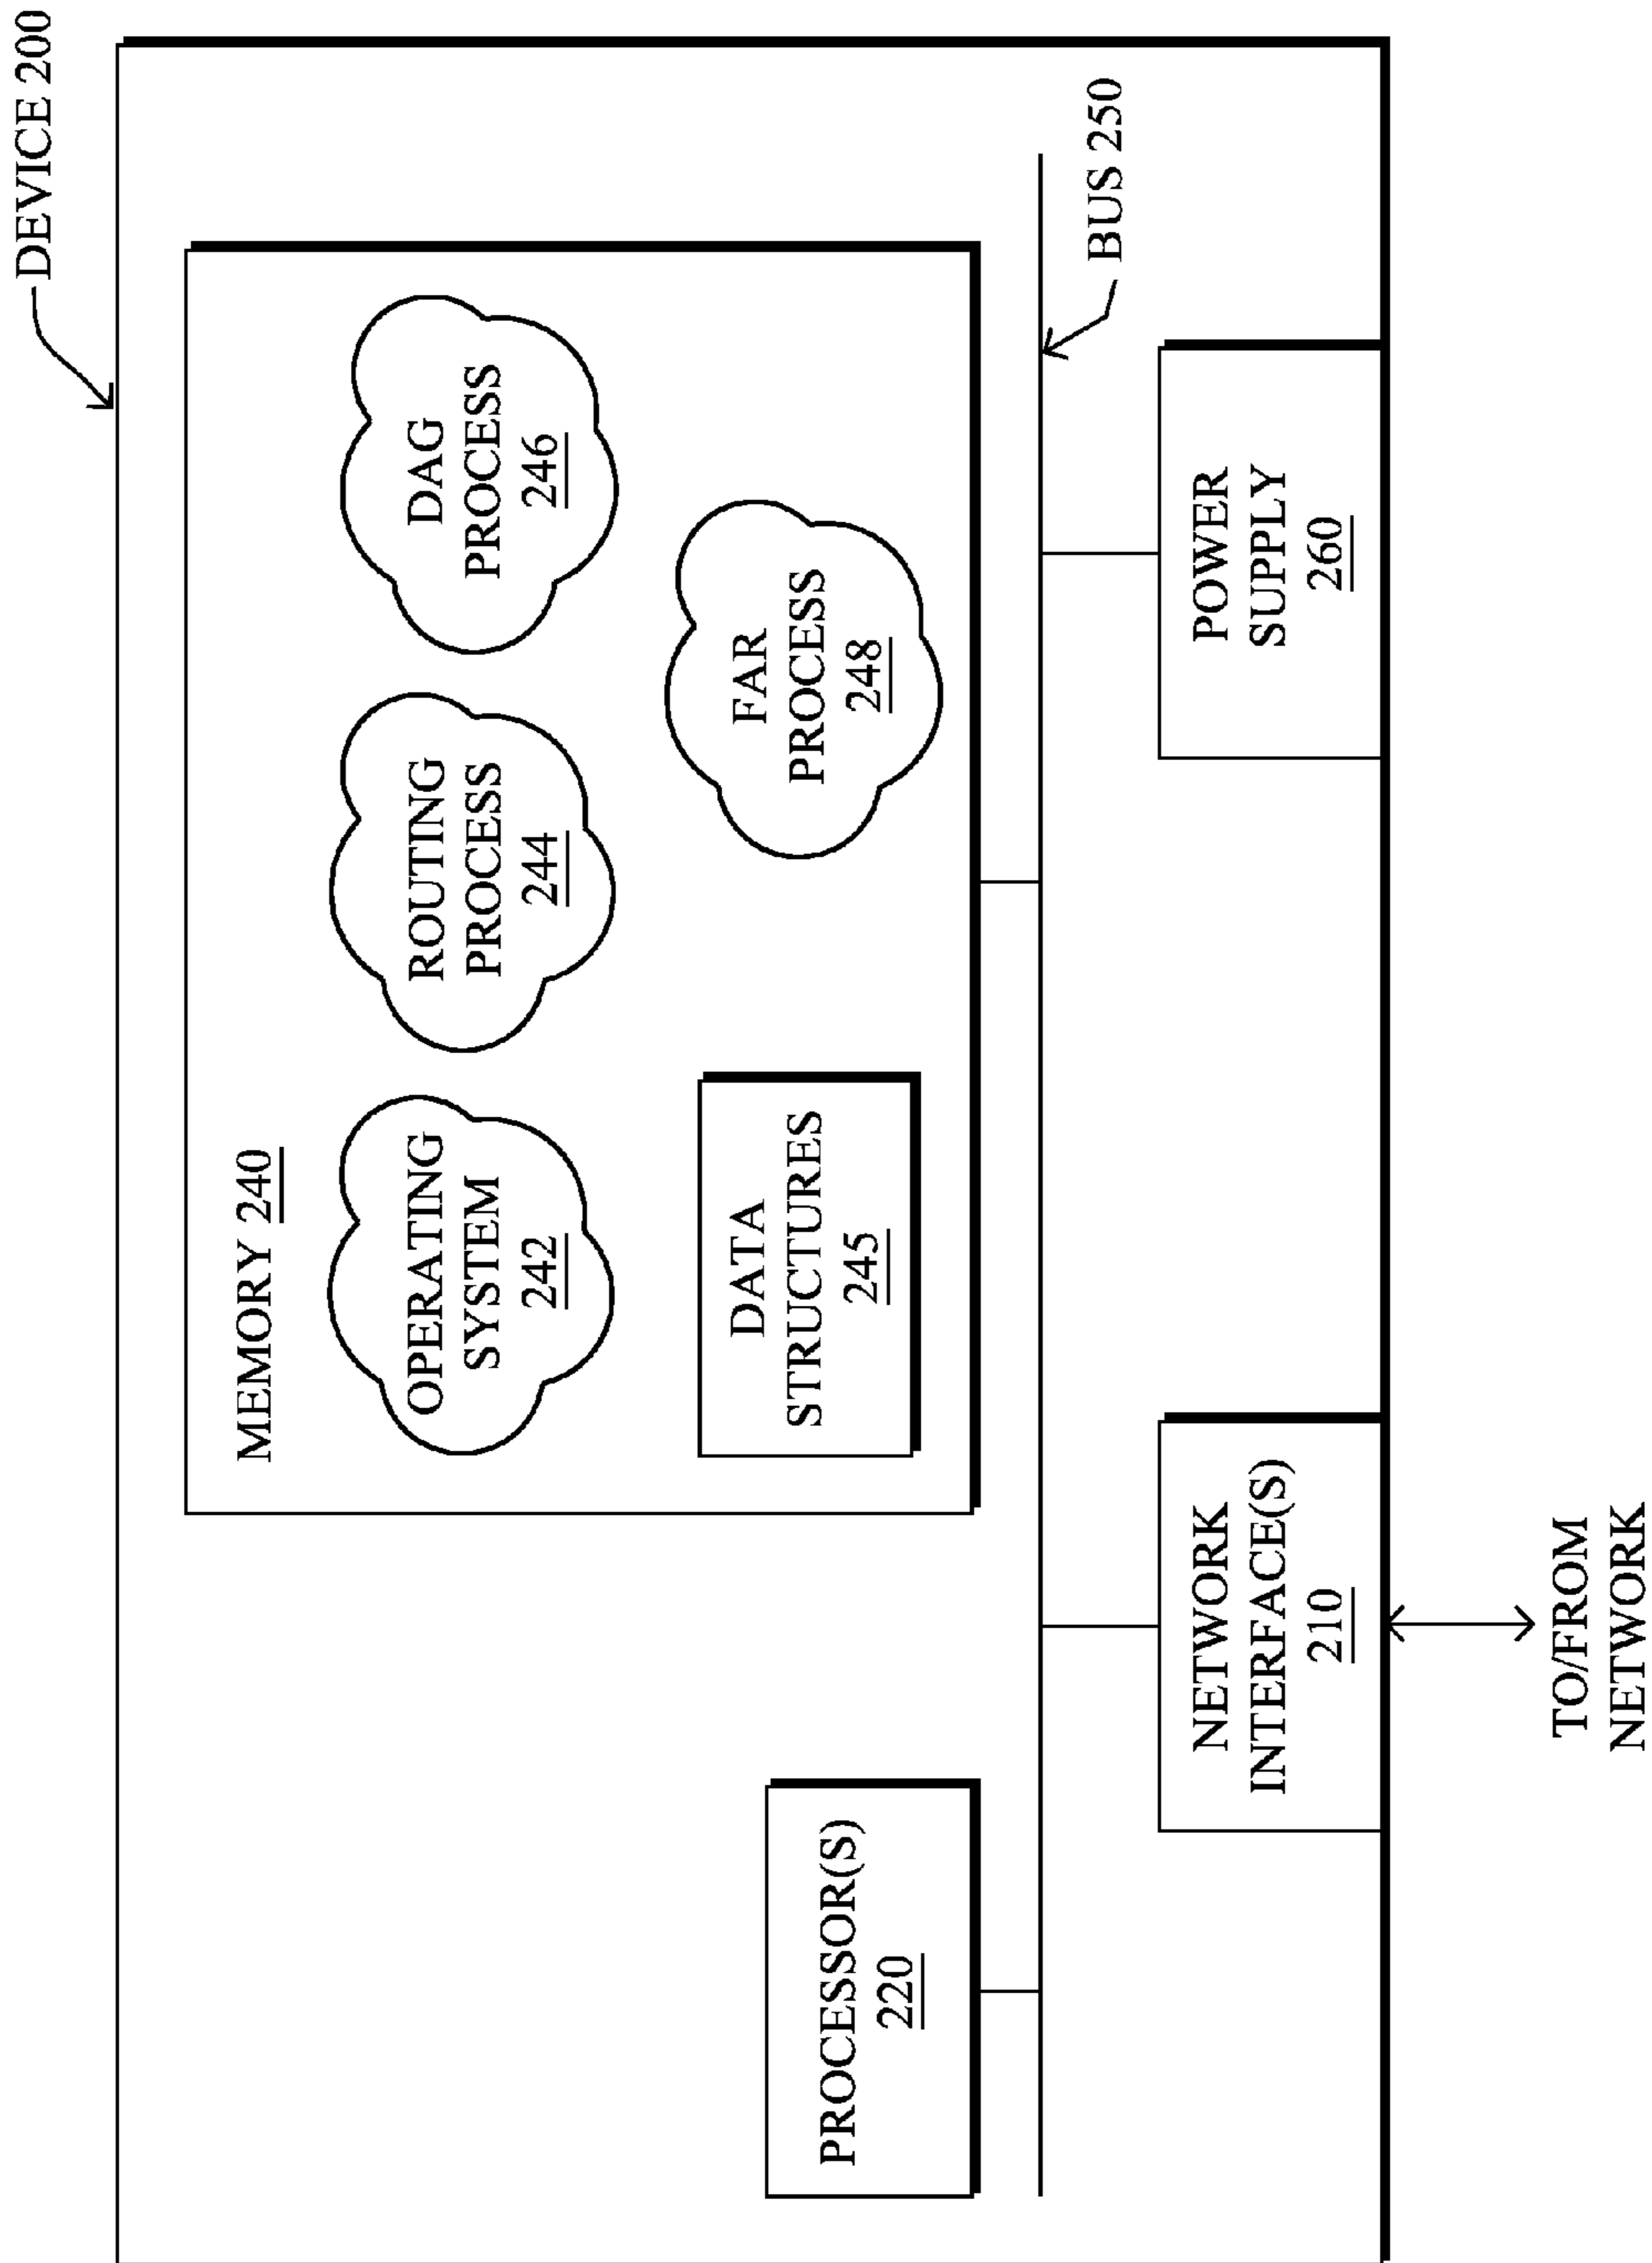 DEVICE 200
MEMORY 240
OPERATING
SYSTEM
242
ROUTING
PROCESS
244
DAG
PROCESS
246
DATA
STRUCTURES
245
FAR
PROCESS
248
PROCESSOR(S)
220
BUS 250
NETWORK
INTERFACE(S)
210
POWER
SUPPLY
260
TO/FROM
NETWORK